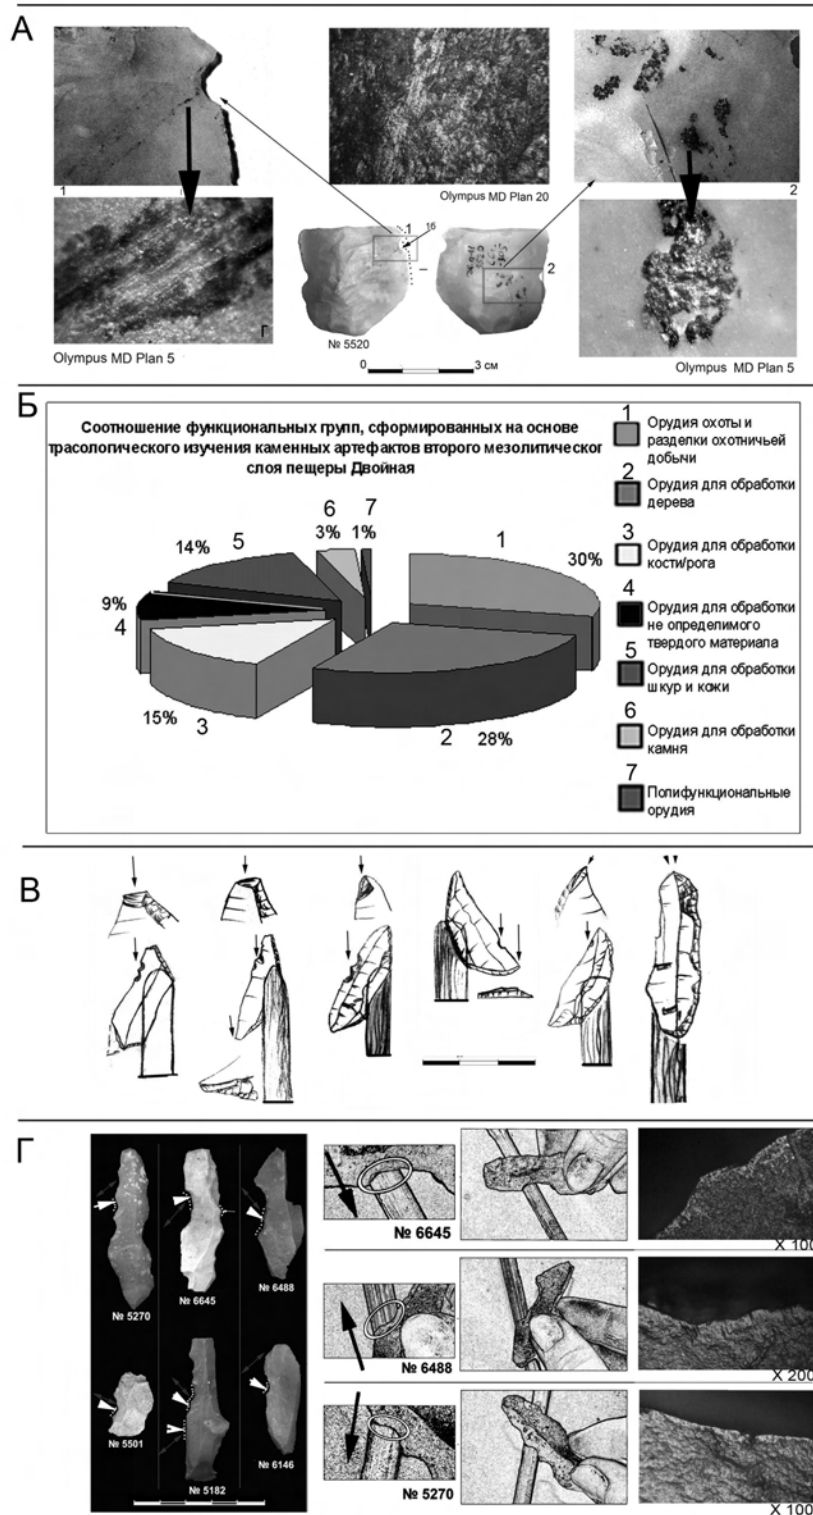 А
1
Olympus MD Plan 20
2
1
1б
2
Г
Olympus MD Plan 5
№ 5520
0
3 см
Olympus MD Plan 5
Б
Соотношение функциональных групп, сформированных на основе
трасологического изучения каменных артефактов второго мезолитическог
слоя пещеры Двойная
1
30%
2
28%
3
15%
4
9%
5
14%
6
3%
7
1%
1
Орудия охоты и
разделки охотничьей
добычи
2
Орудия для обработки
дерева
3
Орудия для обработки
кости/рога
4
Орудия для обработки
не определимого
твердого материала
5
Орудия для обработки
шкур и кожи
6
Орудия для обработки
камня
7
Полифункциональные
орудия
В
Г
№ 5270
№ 6645
№ 6488
№ 5501
№ 5182
№ 6146
№ 6645
X 100
№ 6488
X 200
№ 5270
X 100